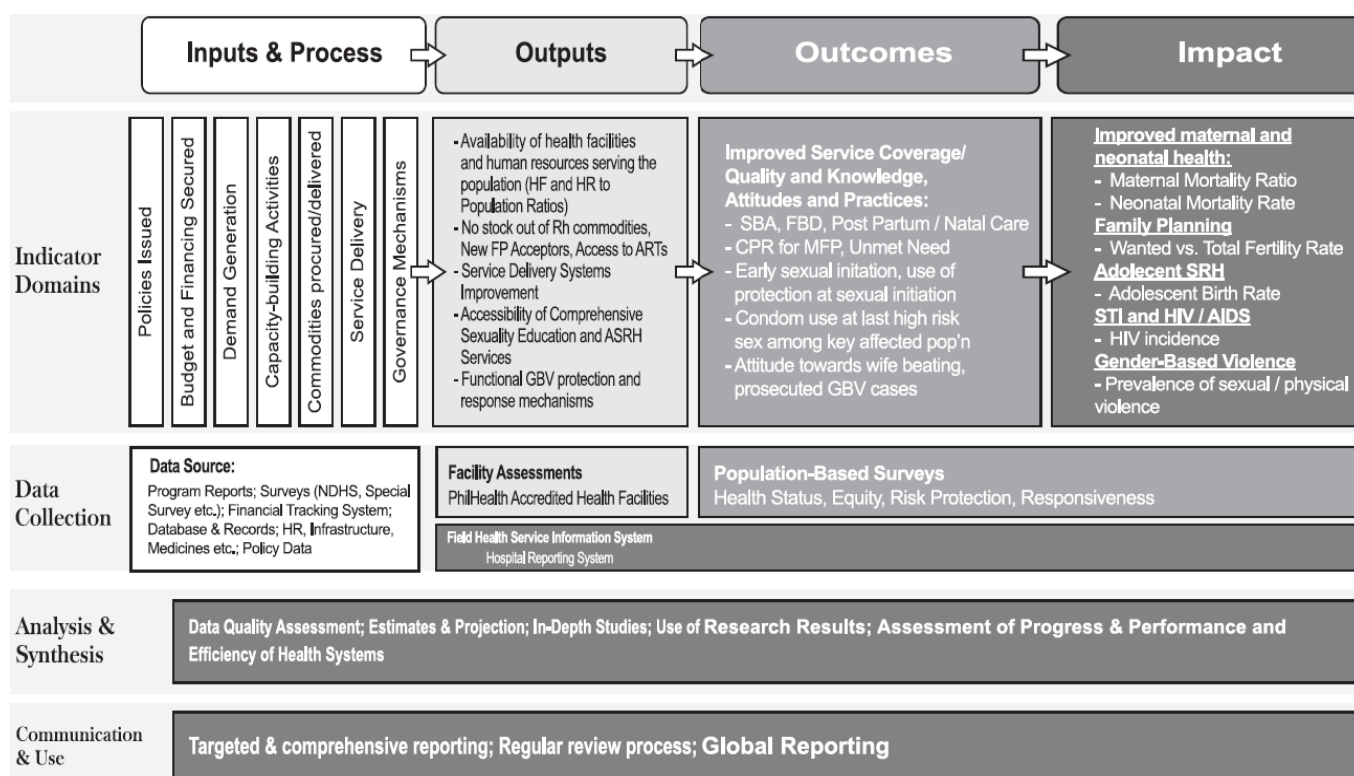 Inputs & Process
Outputs
Outcomes
Impact
Indicator
Domains
Policies Issued
Budget and Financing Secured
Demand Generation
Capacity-building Activities
Commodities procured/delivered
Service Delivery
Governance Mechanisms
- Availability of health facilities
and human resources serving the
population (HF and HR to
Population Ratios)
- No stock out of Rh commodities,
New FP Acceptors, Access to ARTs
- Service Delivery Systems
Improvement
- Accessibility of Comprehensive
Sexuality Education and ASRH
Services
- Functional GBV protection and
response mechanisms
Improved Service Coverage/
Quality and Knowledge,
Attitudes and Practices:
- SBA, FBD, Post Partum / Natal Care
- CPR for MFP, Unmet Need
- Early sexual initation, use of
protection at sexual initiation
- Condom use at last high risk
sex among key affected pop'n
- Attitude towards wife beating,
prosecuted GBV cases
Improved maternal and
neonatal health:
- Maternal Mortality Ratio
- Neonatal Mortality Rate
Family Planning
- Wanted vs. Total Fertility Rate
Adolecent SRH
- Adolescent Birth Rate
STI and HIV / AIDS
- HIV incidence
Gender-Based Violence
- Prevalence of sexual / physical
violence
Data
Collection
Data Source:
Program Reports; Surveys (NDHS, Special
Survey etc.); Financial Tracking System;
Database & Records; HR, Infrastructure,
Medicines etc.; Policy Data
Facility Assessments
PhilHealth Accredited Health Facilities
Population-Based Surveys
Health Status, Equity, Risk Protection, Responsiveness
Field Health Service Information System
Hospital Reporting System
Analysis &
Synthesis
Data Quality Assessment; Estimates & Projection; In-Depth Studies; Use of Research Results; Assessment of Progress & Performance and
Efficiency of Health Systems
Communication
& Use
Targeted & comprehensive reporting; Regular review process; Global Reporting